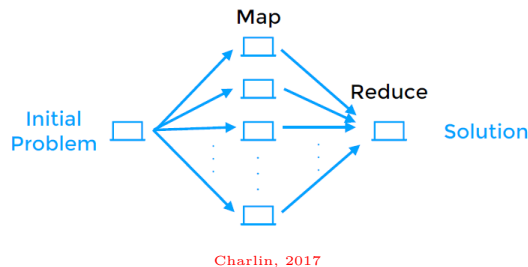 Map
Reduce
Initial
Problem
Solution
Charlin, 2017